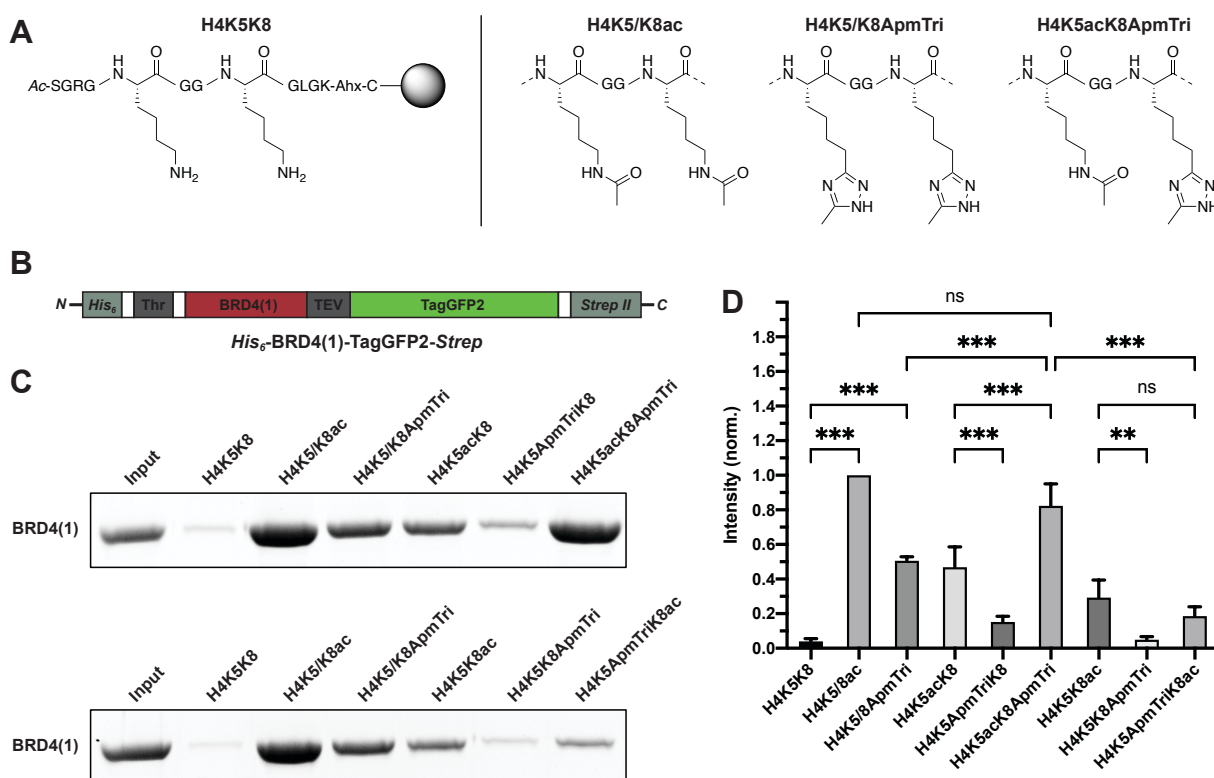 A
H4K5K8
Ac-SGRG
H
N
O
GG
H
N
O
GLGK-Ahx-C
NH2
NH2
H4K5/K8ac
H
N
O
GG
H
N
O
HN
O
HN
O
H4K5/K8ApmTri
H
N
O
GG
H
N
O
N
N
NH
N
N
NH
H4K5acK8ApmTri
H
N
O
GG
H
N
O
HN
O
N
N
NH
B
N
His6
Thr
BRD4(1)
TEV
TagGFP2
Strep II
C
His6-BRD4(1)-TagGFP2-Strep
C
Input
H4K5K8
H4K5/K8ac
H4K5/K8ApmTri
H4K5acK8
H4K5ApmTriK8
H4K5acK8ApmTri
BRD4(1)
Input
H4K5K8
H4K5/K8ac
H4K5/K8ApmTri
H4K5K8ac
H4K5K8ApmTri
H4K5ApmTriK8ac
BRD4(1)
D
ns
*** ***
*** *** ns
*** *** **
Intensity (norm.)
1.8
1.6
1.4
1.2
1.0
0.8
0.6
0.4
0.2
0.0
H4K5K8
H4K5/8ac
H4K5/8ApmTri
H4K5acK8
H4K5ApmTriK8
H4K5acK8ApmTri
H4K5K8ac
H4K5K8ApmTri
H4K5ApmTriK8ac